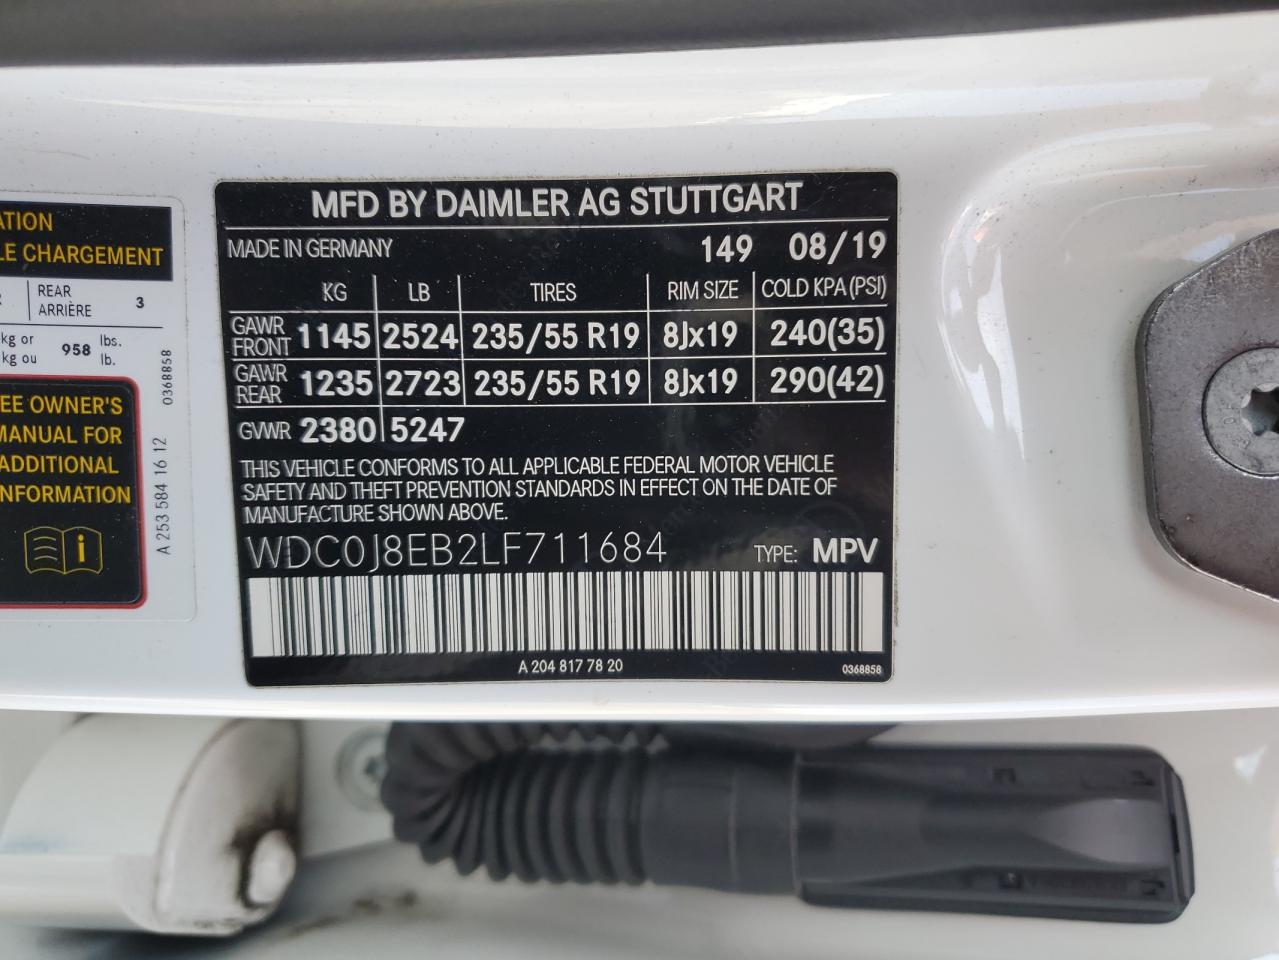 ATION
LE CHARGEMENT
REAR
ARRIÈRE 3
kg or
kg ou 958 lbs.
lb.
EE OWNER'S
MANUAL FOR
ADDITIONAL
INFORMATION
i
0368858
A 253 584 16 12
MFD BY DAIMLER AG STUTTGART
MADE IN GERMANY 149 08/19
KG LB TIRES RIM SIZE COLD KPA (PSI)
GAWR FRONT 1145 2524 235/55 R19 8Jx19 240(35)
GAWR REAR 1235 2723 235/55 R19 8Jx19 290(42)
GVWR 2380 5247
THIS VEHICLE CONFORMS TO ALL APPLICABLE FEDERAL MOTOR VEHICLE
SAFETY AND THEFT PREVENTION STANDARDS IN EFFECT ON THE DATE OF
MANUFACTURE SHOWN ABOVE.
WDC0J8EB2LF711684 TYPE: MPV
A 204 817 78 20 0368858